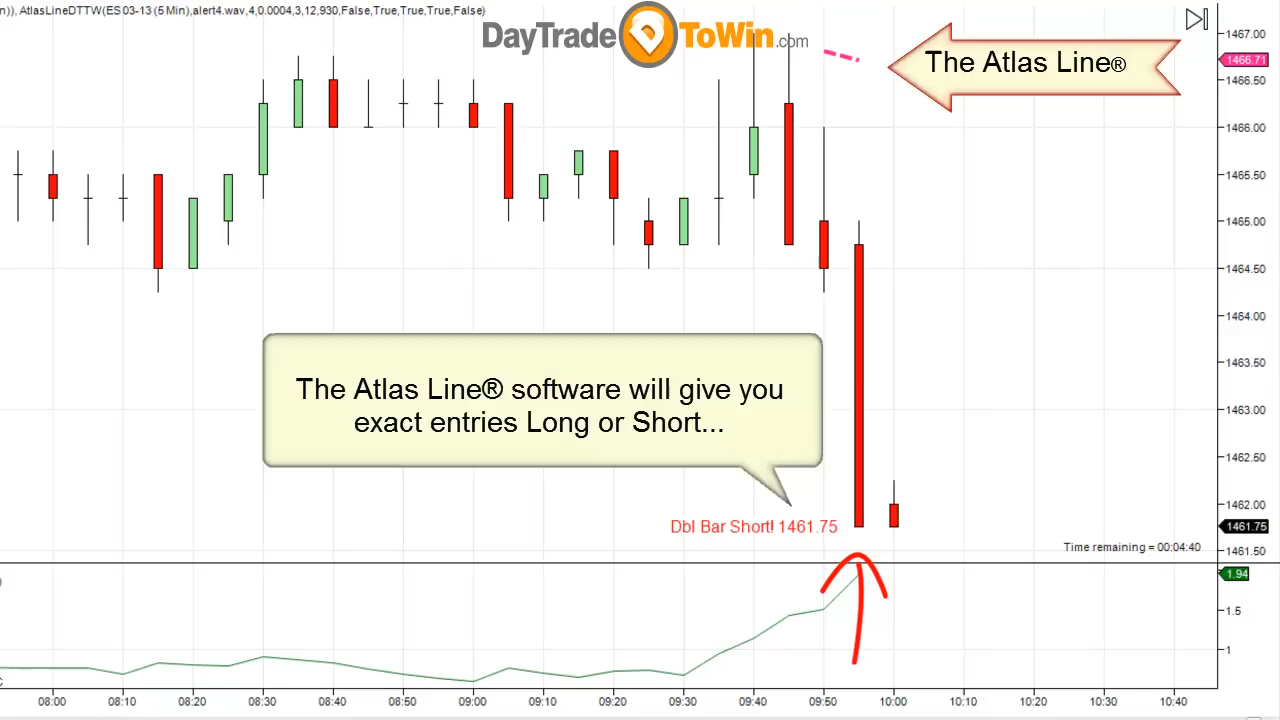 n)), AtlasLineDTTW(ES 03-13 (5 Min),alert4.wav,4,0.0004,3,12,930,False,True,True,True,False)
DayTradeToWin.com
The Atlas Line®
1467.00
1466.71
1466.50
1466.00
1465.50
1465.00
1464.50
1464.00
1463.50
1463.00
1462.50
1462.00
1461.75
1461.50
The Atlas Line® software will give you
exact entries Long or Short...
Dbl Bar Short! 1461.75
Time remaining = 00:04:40
1.94
1.5
1
08:00 08:10 08:20 08:30 08:40 08:50 09:00 09:10 09:20 09:30 09:40 09:50 10:00 10:10 10:20 10:30 10:40